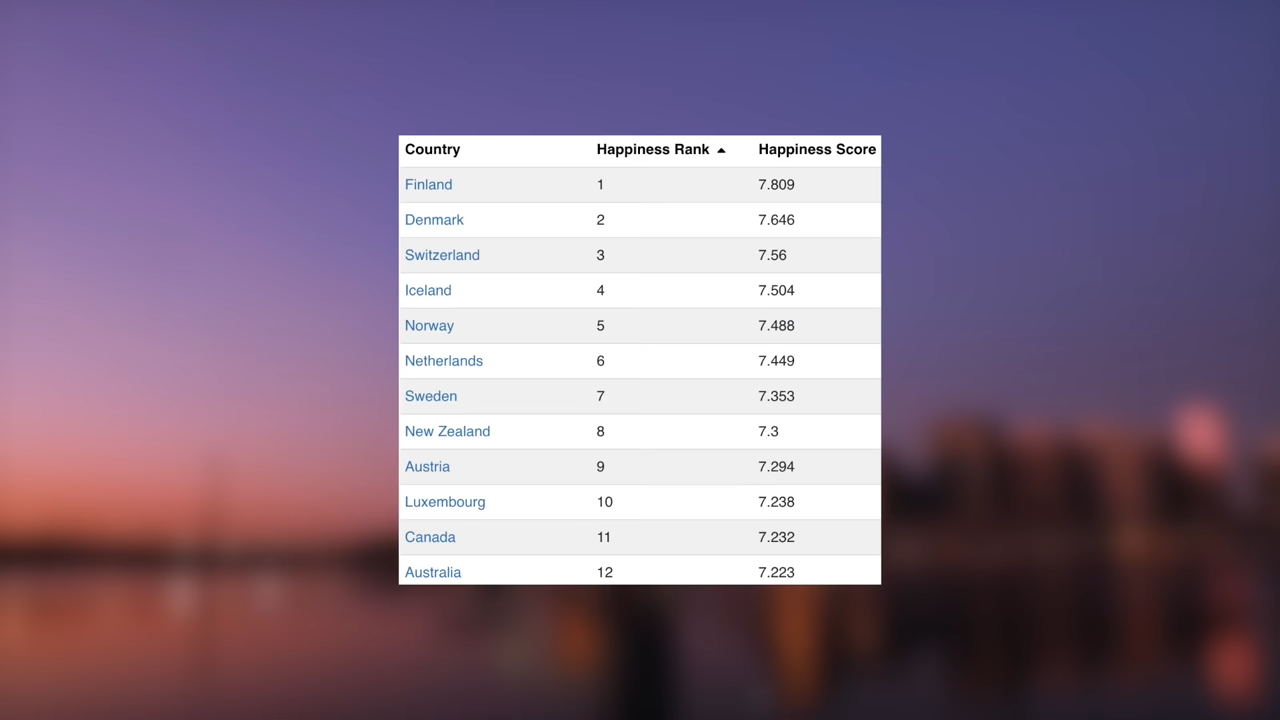 Country Happiness Rank Happiness Score
Finland 1 7.809
Denmark 2 7.646
Switzerland 3 7.56
Iceland 4 7.504
Norway 5 7.488
Netherlands 6 7.449
Sweden 7 7.353
New Zealand 8 7.3
Austria 9 7.294
Luxembourg 10 7.238
Canada 11 7.232
Australia 12 7.223